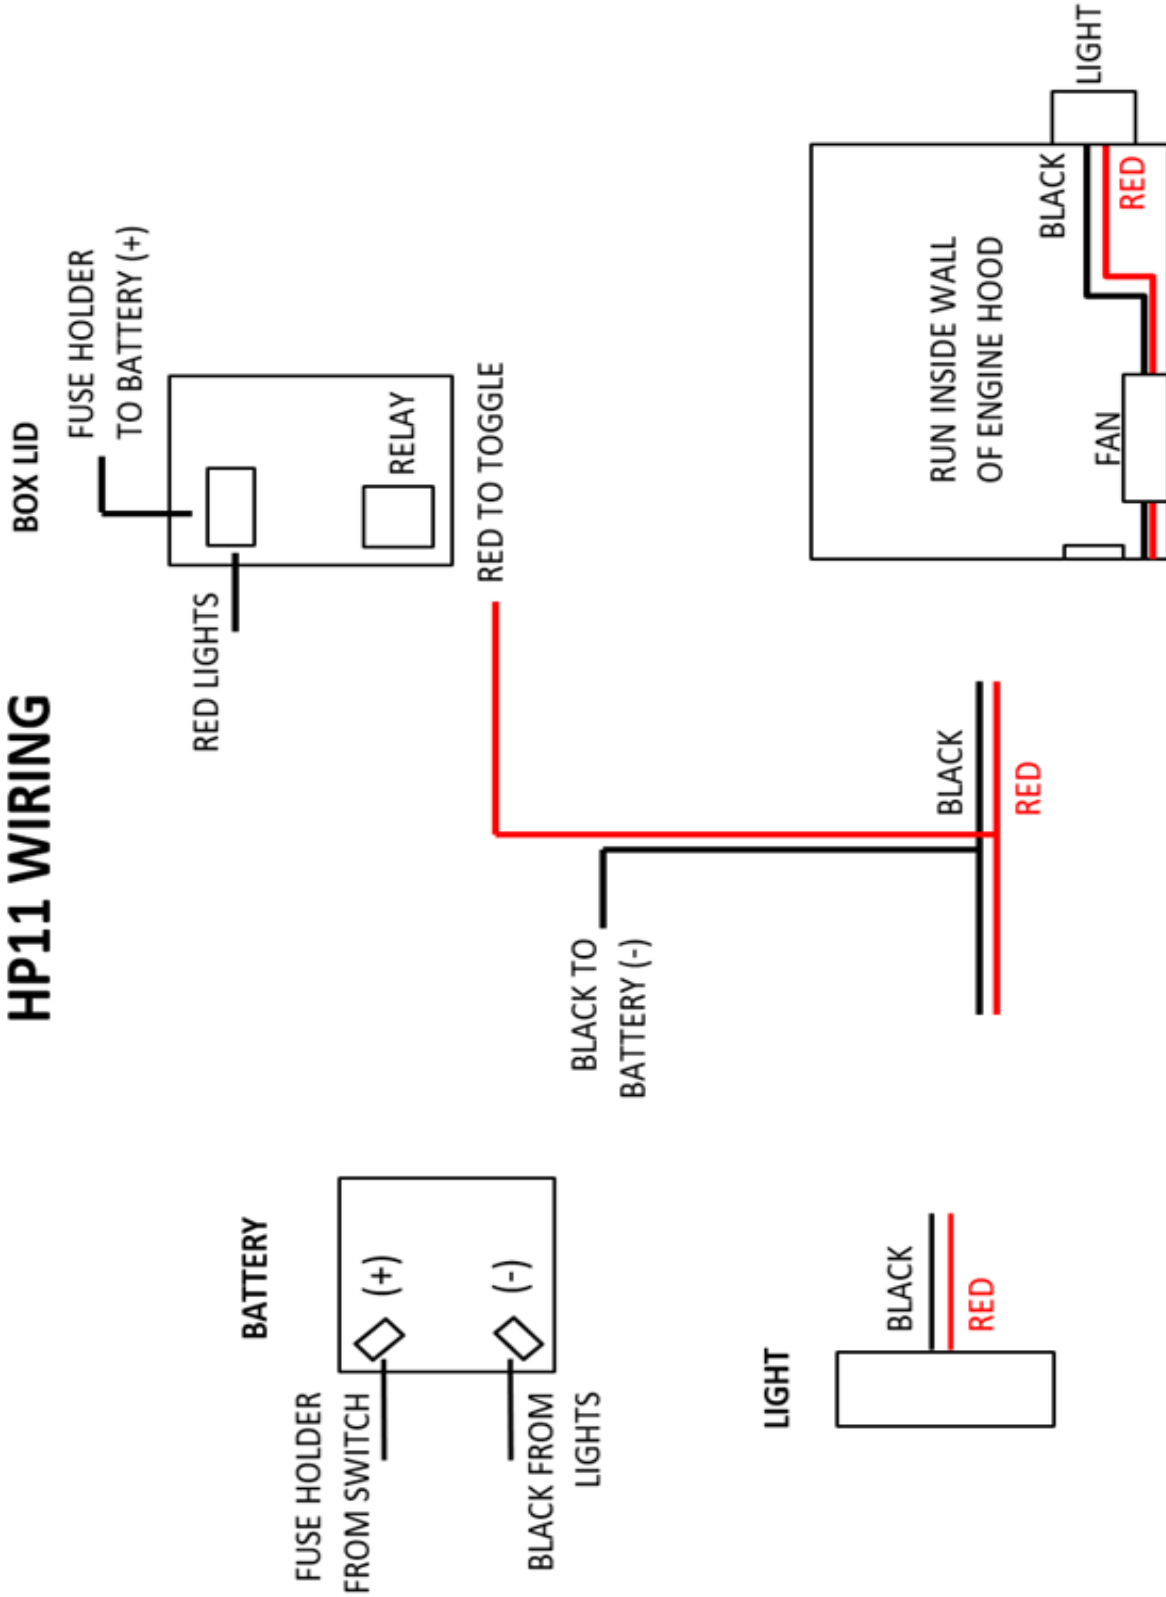 HP11 WIRING
BATTERY
FUSE HOLDER
FROM SWITCH
(+)
(-)
BLACK FROM
LIGHTS
BOX LID
FUSE HOLDER
TO BATTERY (+)
RED LIGHTS
RELAY
RED TO TOGGLE
BLACK TO
BATTERY (-)
LIGHT
BLACK
RED
BLACK
RED
RUN INSIDE WALL
OF ENGINE HOOD
FAN
BLACK
RED
LIGHT